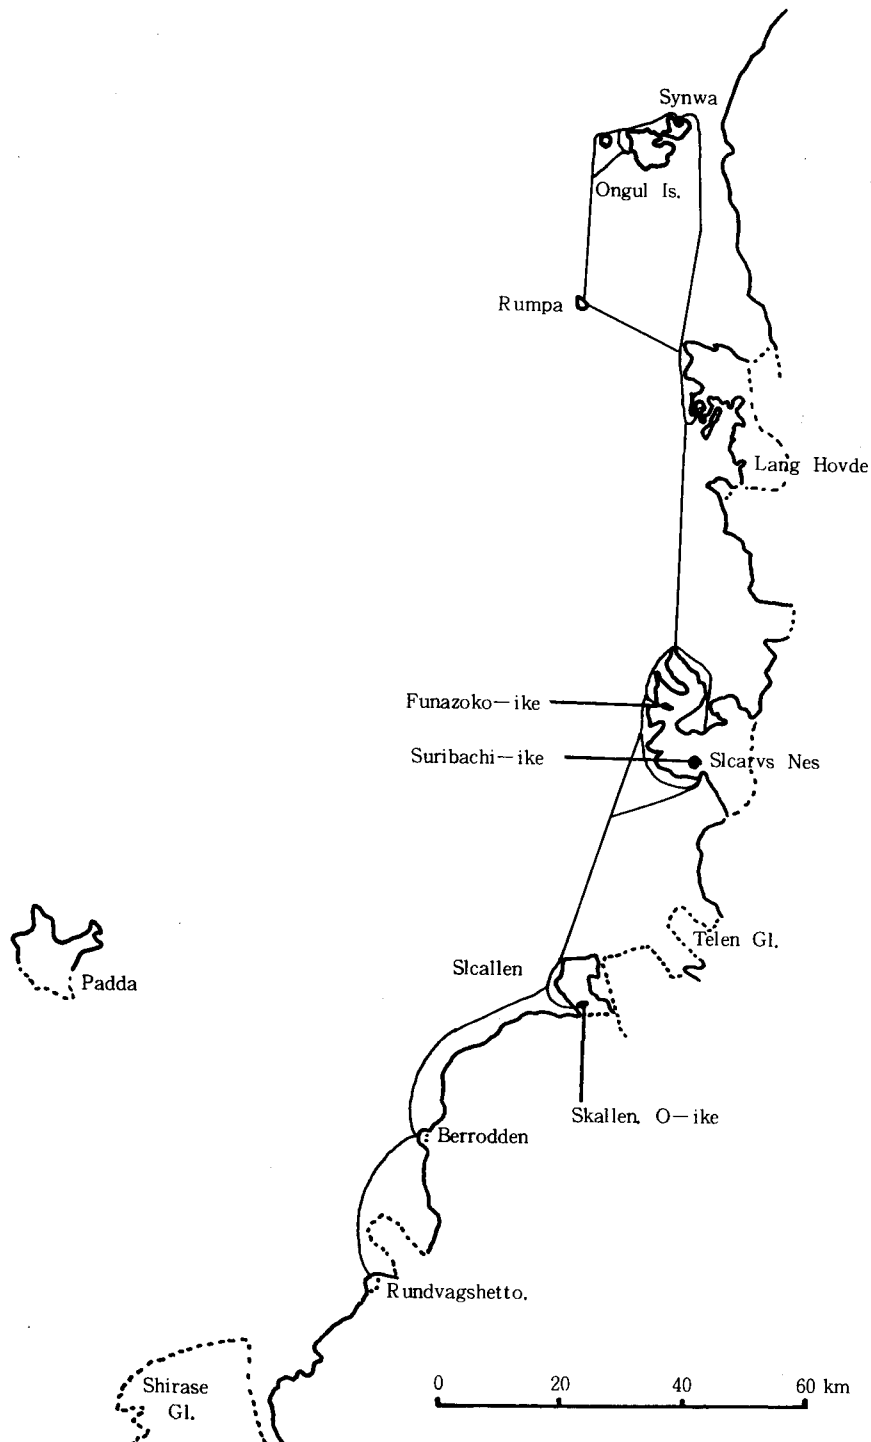 Synwa
Ongul Is.
Rumpa
Lang Hovde
Funazoko—ike
Suribachi—ike
Slcarvs Nes
Telen Gl.
Slcallen
Padda
Skallen. O—ike
Berrodden
Rundvagshetto.
Shirase
Gl.
0 20 40 60 km